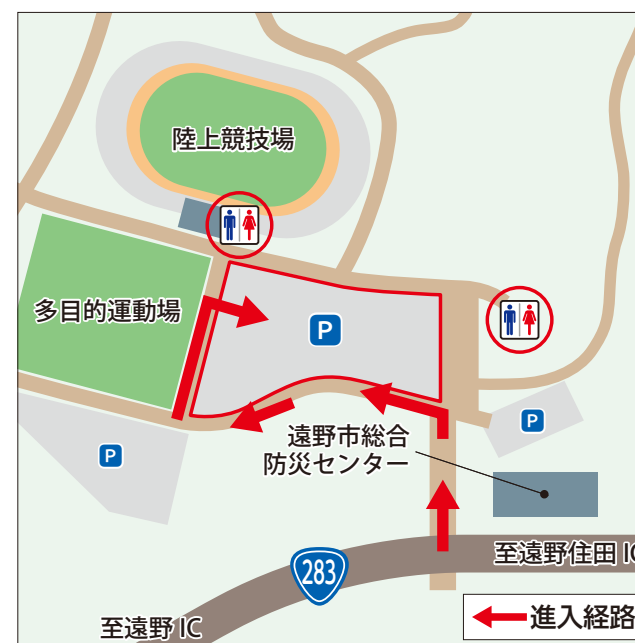 陸上競技場
多目的運動場
P
P
P
遠野市総合
防災センター
至遠野住田 IC
283
進入経路
至遠野 IC